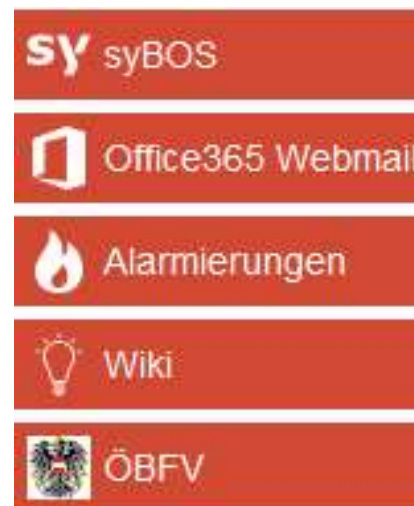 sy syBOS
Office365 Webmail
Alarmierungen
Wiki
ÖBFV